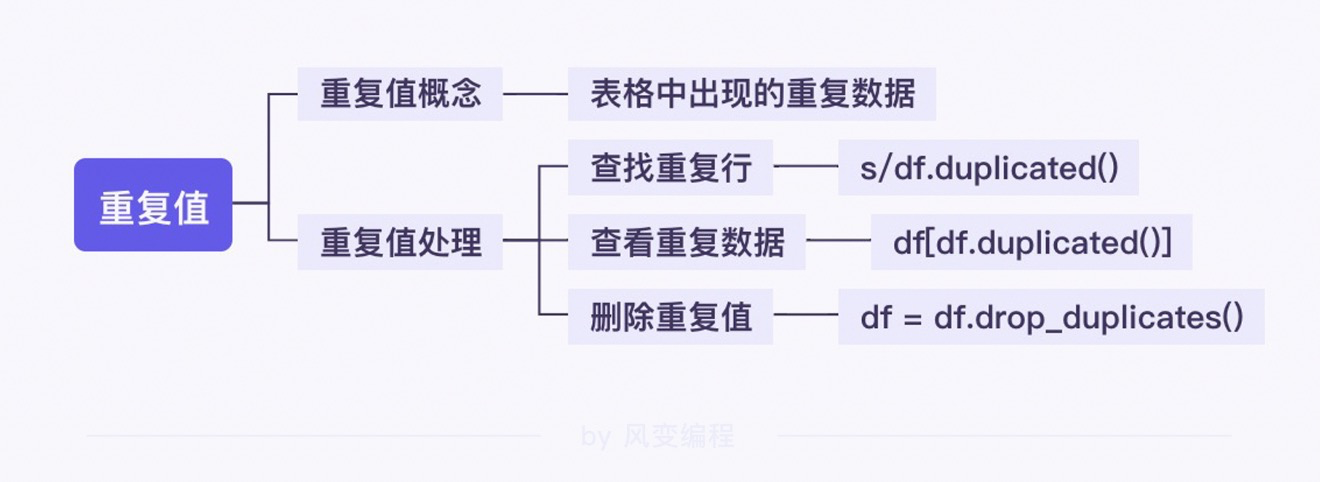 重复值
重复值概念
表格中出现的重复数据
重复值处理
查找重复行
s/df.duplicated()
查看重复数据
df[df.duplicated()]
删除重复值
df = df.drop_duplicates()
by 风变编程